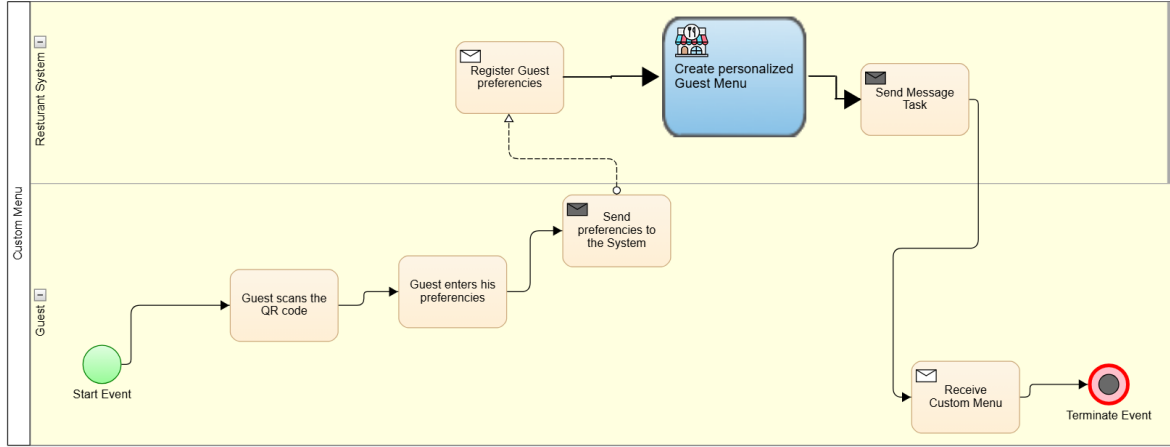 Custom Menu
Resturant System
Register Guest
preferencies
Create personalized
Guest Menu
Send Message
Task
Guest
Start Event
Guest scans the
QR code
Guest enters his
preferencies
Send
preferencies to
the System
Receive
Custom Menu
Terminate Event